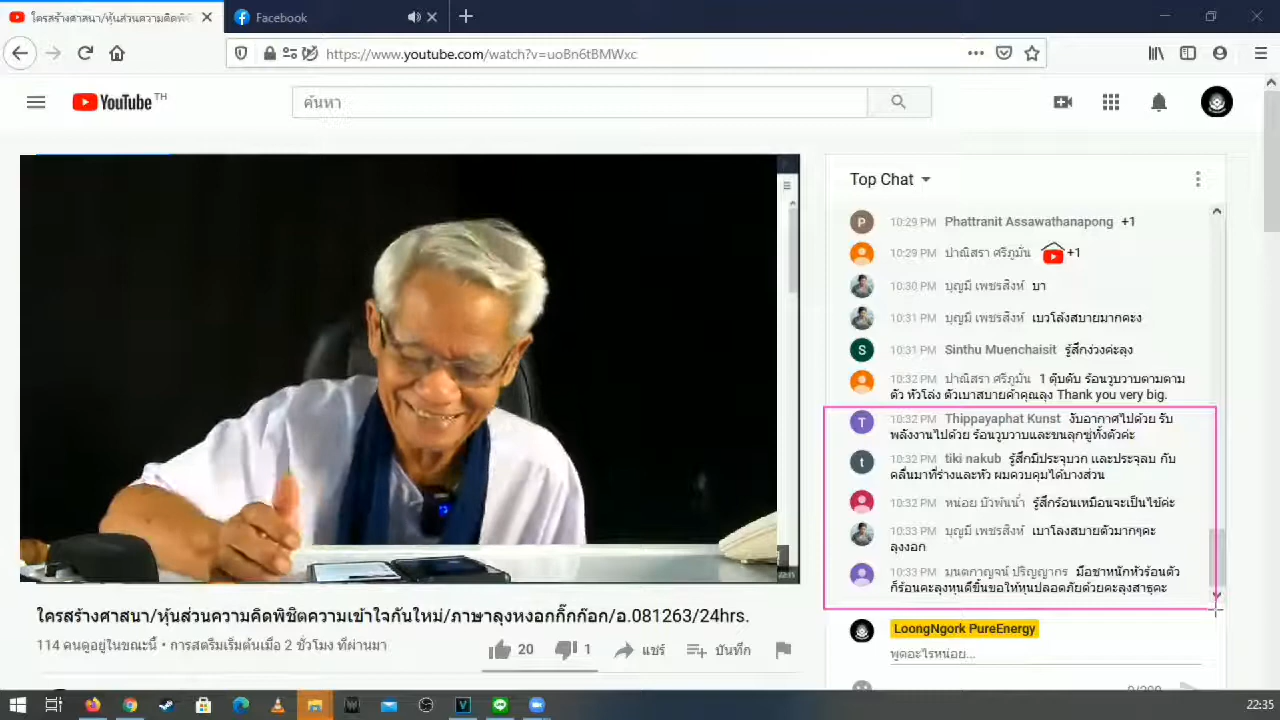 ใครสร้างศาสนา/หุ้นส่วนความคิดพิชิ
Facebook
https://www.youtube.com/watch?v=uoBn6tBMWxc
YouTube TH
ค้นหา
Top Chat
P 10:29 PM Phattranit Assawathanapong +1
10:29 PM ปาณิสรา ศรีภูมั่น +1
10:30 PM บุญมี เพชรสิงห์ บา
10:31 PM บุญมี เพชรสิงห์ เบวโล่งสบายมากคะง
S 10:31 PM Sinthu Muenchaisit รู้สึกง่วงค่ะลุง
10:32 PM ปาณิสรา ศรีภูมั่น 1 ตุ๊บดับ ร้อนวูบวาบตามตาม
ตัว หัวโล่ง ตัวเบาสบายค้าคุณลุง Thank you very big.
T 10:32 PM Thippayaphat Kunst งับอากาศไปด้วย รับ
พลังงานไปด้วย ร้อนวูบวาบและขนลุกซู่ทั้งตัวค่ะ
t 10:32 PM tiki nakub รู้สึกมีประจุบวก และประจุลบ กับ
คลื่นมาที่ร่างและหัว ผมควบคุมได้บางส่วน
10:32 PM หน่อย บัวพันน้ำ รู้สึกร้อนเหมือนจะเป็นไข้ค่ะ
10:33 PM บุญมี เพชรสิงห์ เบาโลงสบายตัวมากๆคะ
ลุงงอก
10:33 PM มนตกาญจน์ ปริญญากร มือชาหนักหัวร้อนตัว
ก็ร้อนคะลุงหุนดีขึ้นขอให้หุนปลอดภัยด้วยคะลุงสาธุคะ
LoongNgork PureEnergy
พูดอะไรหน่อย...
0/200
22:35
ใครสร้างศาสนา/หุ้นส่วนความคิดพิชิตความเข้าใจกันใหม่/ภาษาลุงหงอกกิ๊กก๊อก/อ.081263/24hrs.
114 คนดูอยู่ในขณะนี้ • การสตรีมเริ่มต้นเมื่อ 2 ชั่วโมง ที่ผ่านมา
20 1 แชร์ บันทึก
22:35